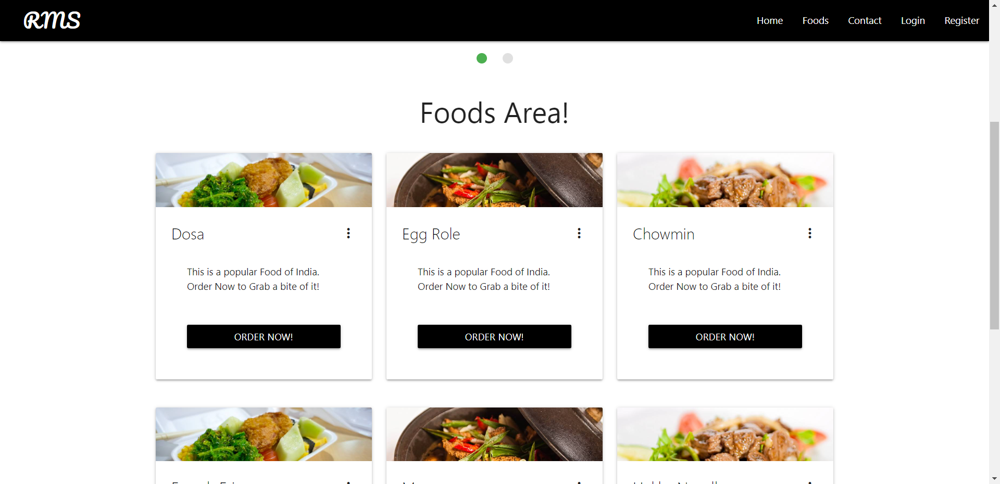 RMS
Home Foods Contact Login Register
Foods Area!
Dosa
Egg Role
Chowmin
This is a popular Food of India.
Order Now to Grab a bite of it!
This is a popular Food of India.
Order Now to Grab a bite of it!
This is a popular Food of India.
Order Now to Grab a bite of it!
ORDER NOW!
ORDER NOW!
ORDER NOW!